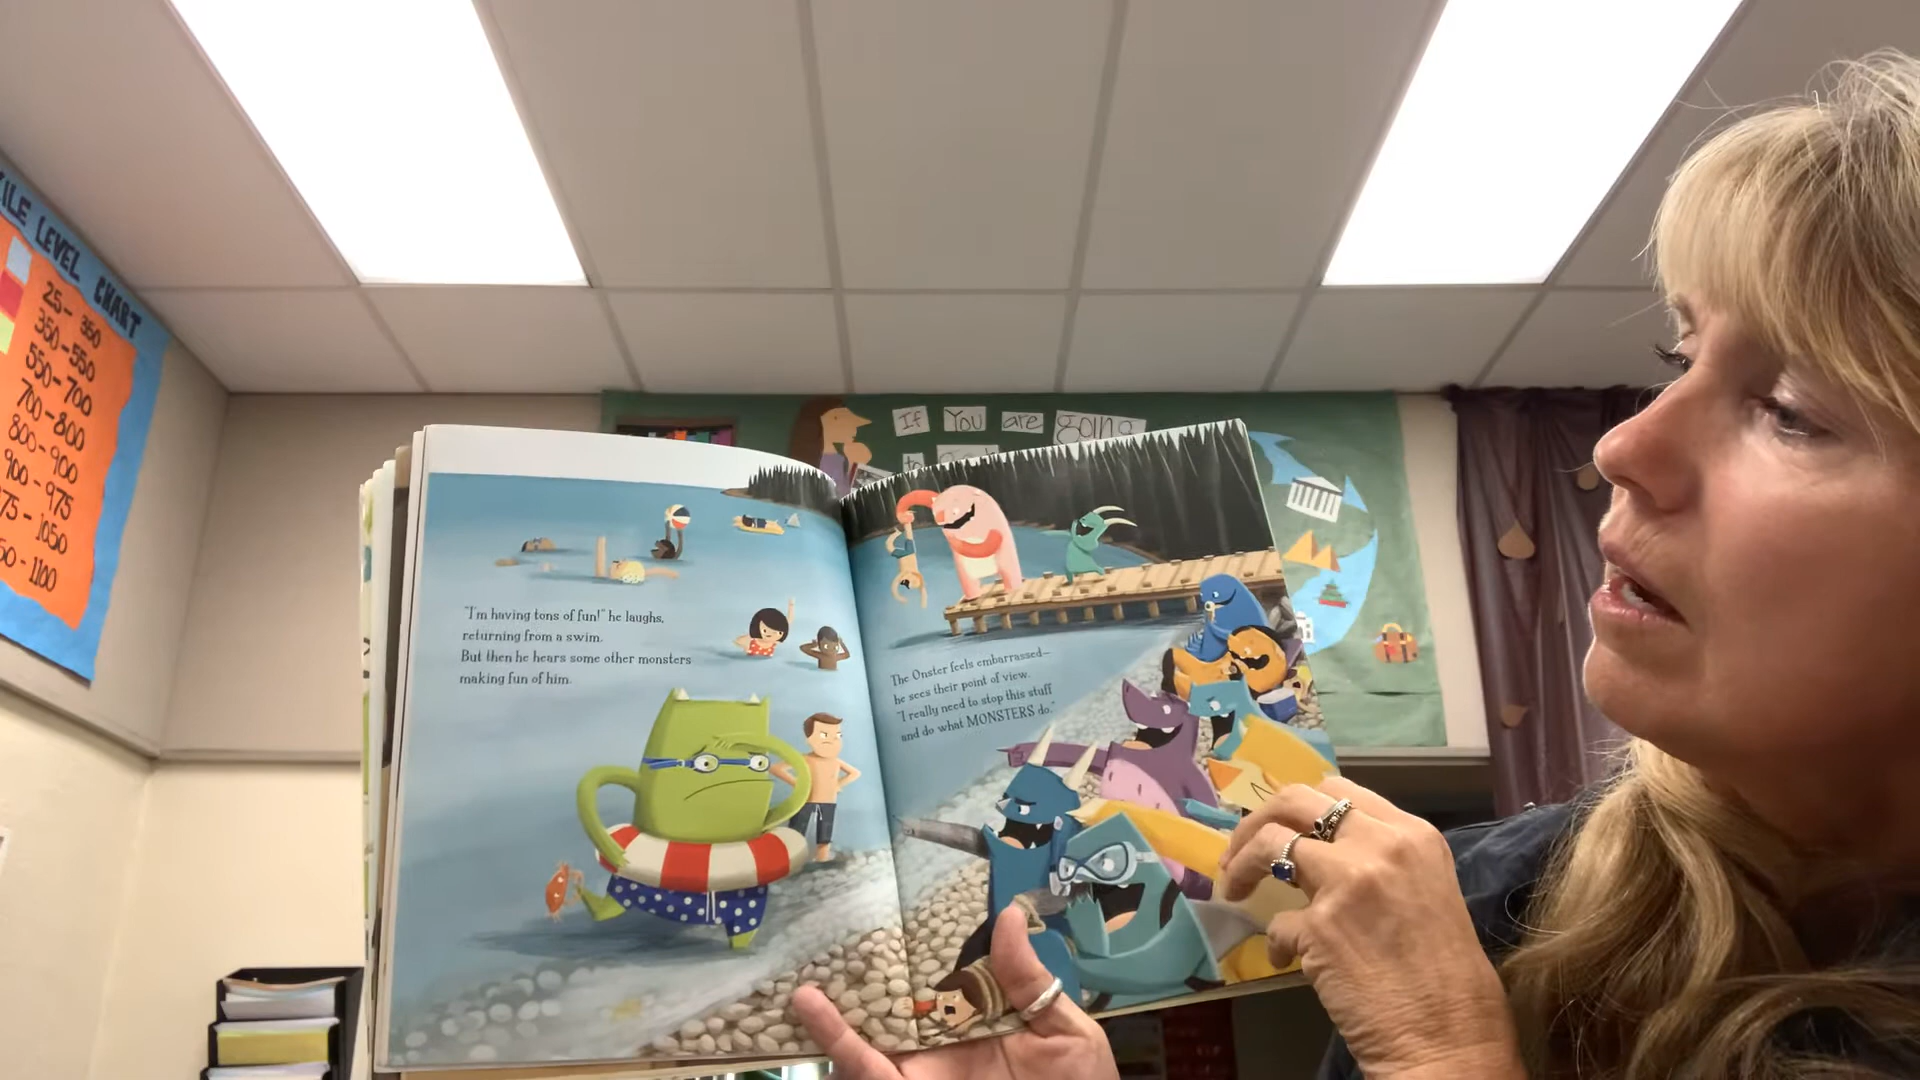 LEVEL CHART
25 - 350
350 - 550
550 - 700
700 - 800
800 - 900
900 - 975
975 - 1050
- 1100
If You are going
"I'm having tons of fun!" he laughs,
returning from a swim.
But then he hears some other monsters
making fun of him.
The Onster feels embarrassed—
he sees their point of view.
"I really need to stop this stuff
and do what MONSTERS do."